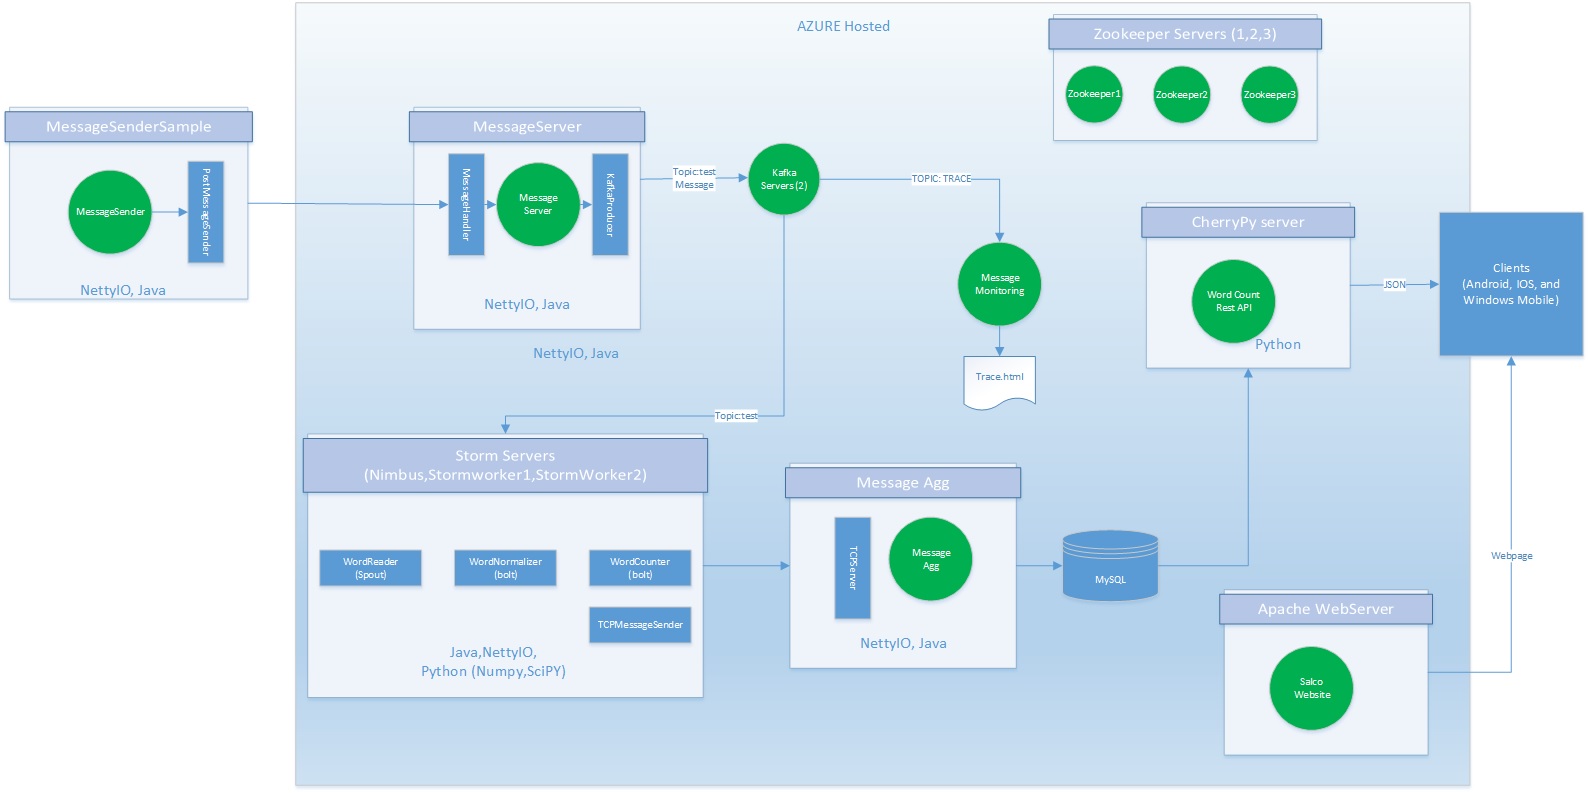 AZURE Hosted
Zookeeper Servers (1,2,3)
Zookeeper1
Zookeeper2
Zookeeper3
MessageSenderSample
MessageSender
PostMessageSender
NettyIO, Java
MessageServer
MessageHandler
Message
Server
KafkaProducer
NettyIO, Java
NettyIO, Java
Topic:test
Message
Kafka
Servers (2)
TOPIC: TRACE
Message
Monitoring
Trace.html
CherryPy server
Word Count
Rest API
Python
JSON
Clients
(Android, IOS, and
Windows Mobile)
Topic:test
Storm Servers
(Nimbus,Stormworker1,StormWorker2)
WordReader
(Spout)
WordNormalizer
(bolt)
WordCounter
(bolt)
TCPMessageSender
Java,NettyIO,
Python (Numpy,SciPY)
Message Agg
TCPServer
Message
Agg
NettyIO, Java
MySQL
Webpage
Apache WebServer
Salco
Website